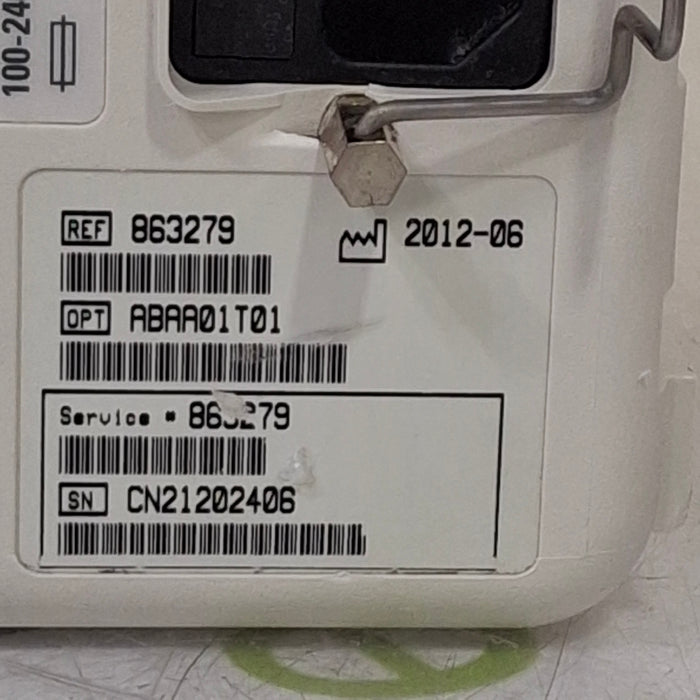 100-24
REF 863279
2012-06
OPT ABAA01T01
Service # 863279
SN CN21202406